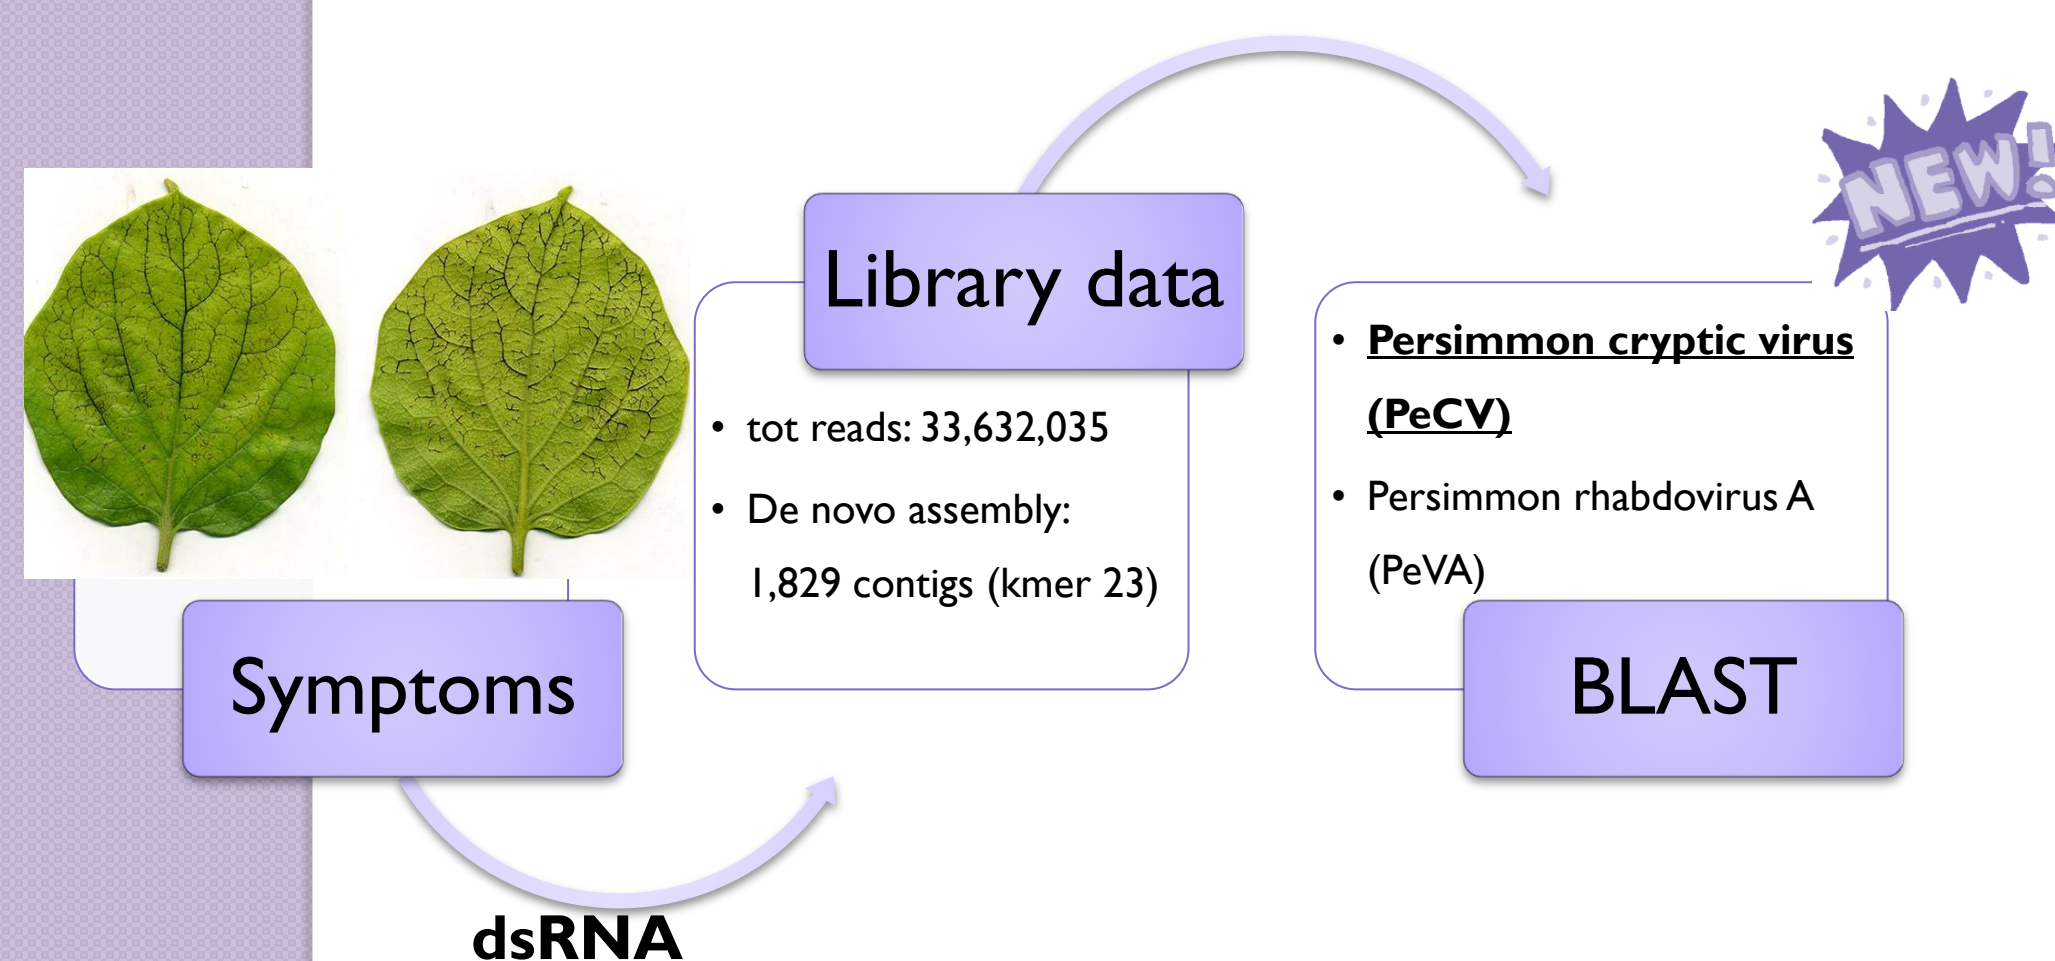 Symptoms
dsRNA
Library data
• tot reads: 33,632,035
• De novo assembly:
1,829 contigs (kmer 23)
NEW!
• Persimmon cryptic virus
(PeCV)
• Persimmon rhabdovirus A
(PeVA)
BLAST